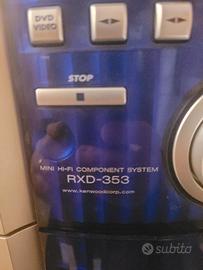 DVD
VIDEO
STOP
MINI HI-FI COMPONENT SYSTEM
RXD-353
www.kenwoodcorp.com
subito